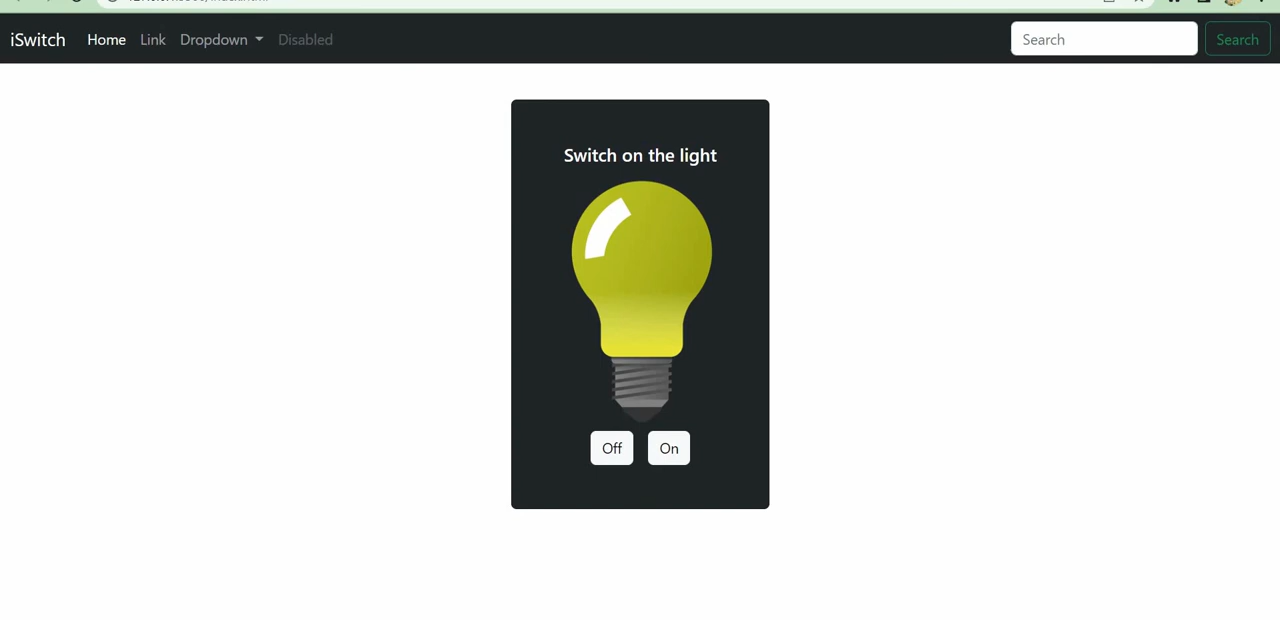 iSwitch Home Link Dropdown Disabled Search Search
Switch on the light
Off On